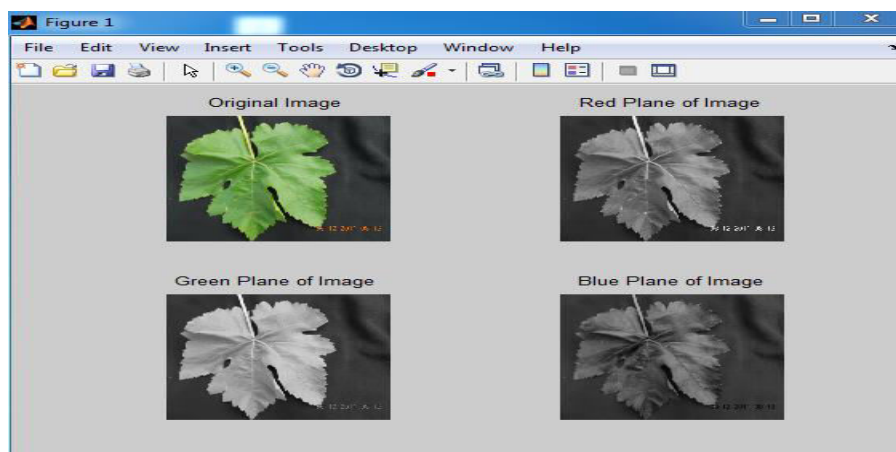 Figure 1
File Edit View Insert Tools Desktop Window Help
Original Image
Red Plane of Image
Green Plane of Image
Blue Plane of Image